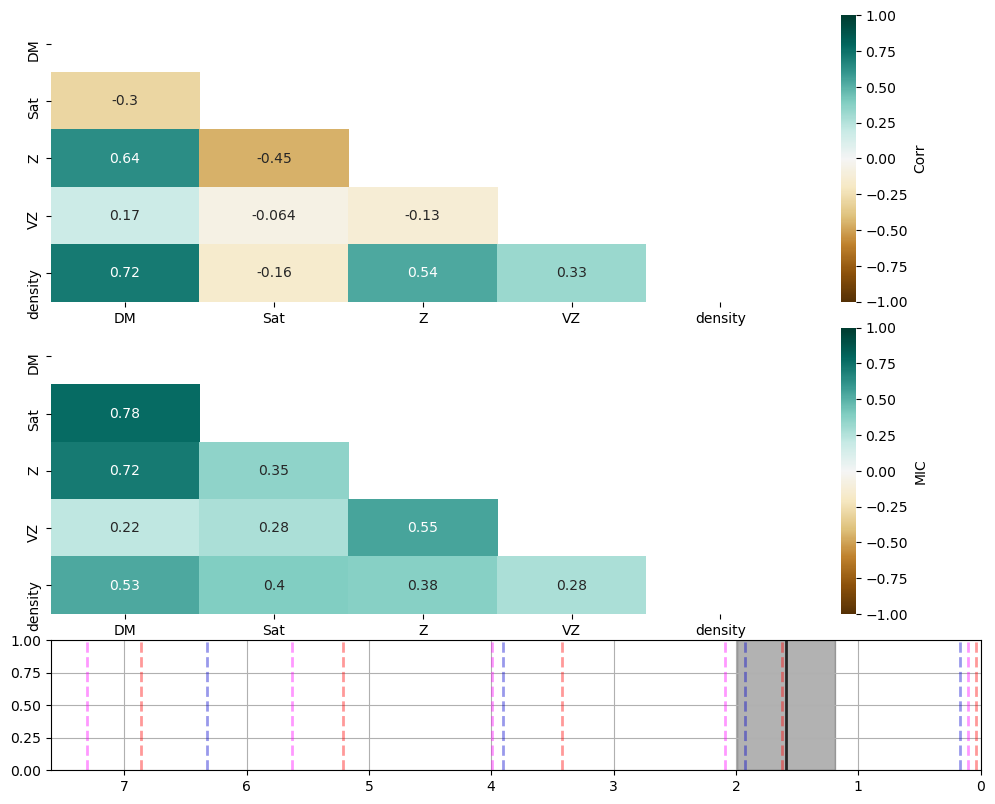 DM
Sat
-0.3
Z
0.64 -0.45
VZ
0.17 -0.064 -0.13
density
0.72 -0.16 0.54 0.33
DM Sat Z VZ density
1.00
0.75
0.50
0.25
0.00
−0.25
−0.50
−0.75
−1.00
Corr
DM
Sat
0.78
Z
0.72 0.35
VZ
0.22 0.28 0.55
density
0.53 0.4 0.38 0.28
DM Sat Z VZ density
1.00
0.75
0.50
0.25
0.00
−0.25
−0.50
−0.75
−1.00
MIC
1.00
0.75
0.50
0.25
0.00
7 6 5 4 3 2 1 0